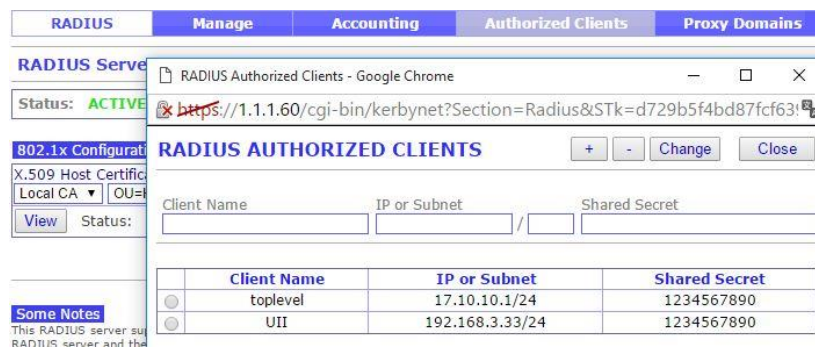 RADIUS Manage Accounting Authorized Clients Proxy Domains
RADIUS Serve
RADIUS Authorized Clients - Google Chrome
Status: ACTIVE
https://1.1.1.60/cgi-bin/kerbynet?Section=Radius&STk=d729b5f4bd87fcf639
802.1x Configurati
RADIUS AUTHORIZED CLIENTS + - Change Close
X.509 Host Certific
Local CA OU=
Client Name IP or Subnet Shared Secret
View Status: /
Client Name IP or Subnet Shared Secret
toplevel 17.10.10.1/24 1234567890
UII 192.168.3.33/24 1234567890
Some Notes
This RADIUS server su
RADIUS server and the